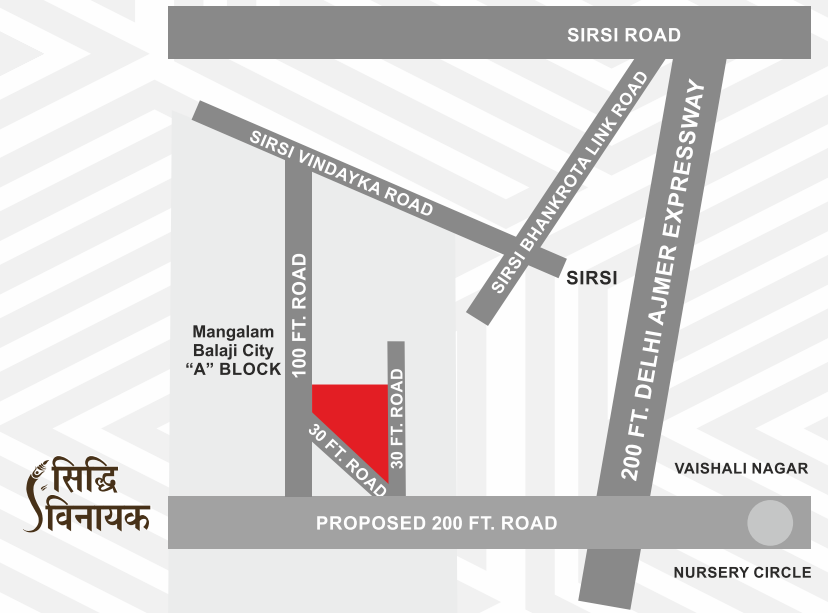 SIRSI ROAD
SIRSI VINDAYKA ROAD
SIRSI BHANKROTA LINK ROAD
200 FT. DELHI AJMER EXPRESSWAY
SIRSI
100 FT. ROAD
Mangalam
Balaji City
“A” BLOCK
30 FT. ROAD
30 FT. ROAD
VAISHALI NAGAR
सिद्धि
विनायक
PROPOSED 200 FT. ROAD
NURSERY CIRCLE